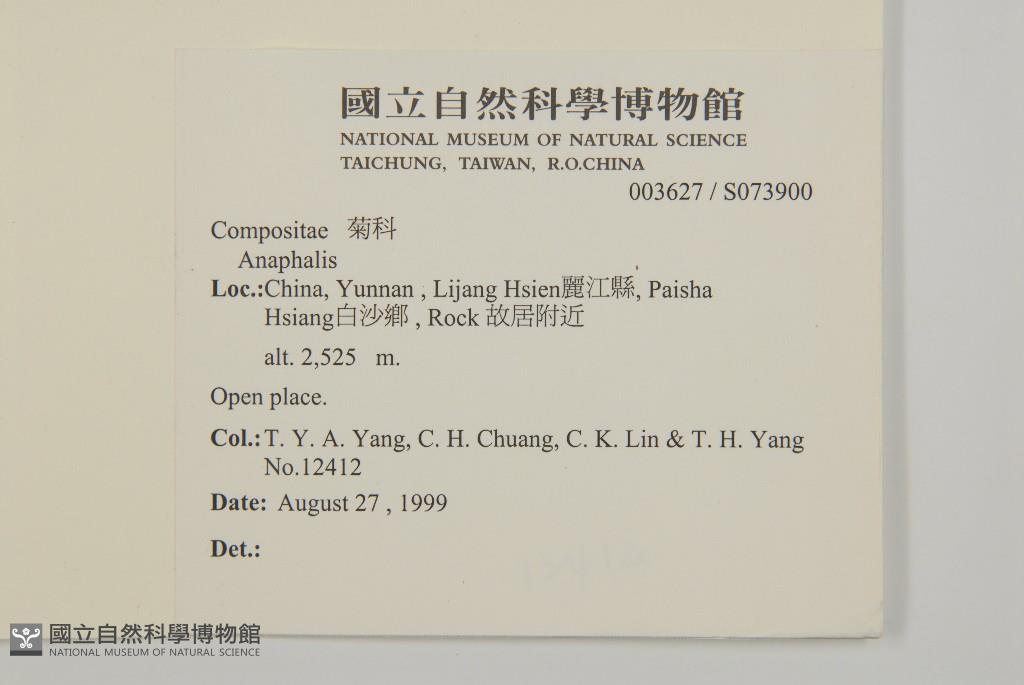 國立自然科學博物館
NATIONAL MUSEUM OF NATURAL SCIENCE
TAICHUNG, TAIWAN, R.O.CHINA
003627 / S073900
Compositae 菊科
Anaphalis
Loc.:China, Yunnan , Lijang Hsien麗江縣, Paisha
Hsiang白沙鄉 , Rock 故居附近
alt. 2,525 m.
Open place.
Col.: T. Y. A. Yang, C. H. Chuang, C. K. Lin & T. H. Yang
No.12412
Date: August 27 , 1999
Det.:
國立自然科學博物館
NATIONAL MUSEUM OF NATURAL SCIENCE